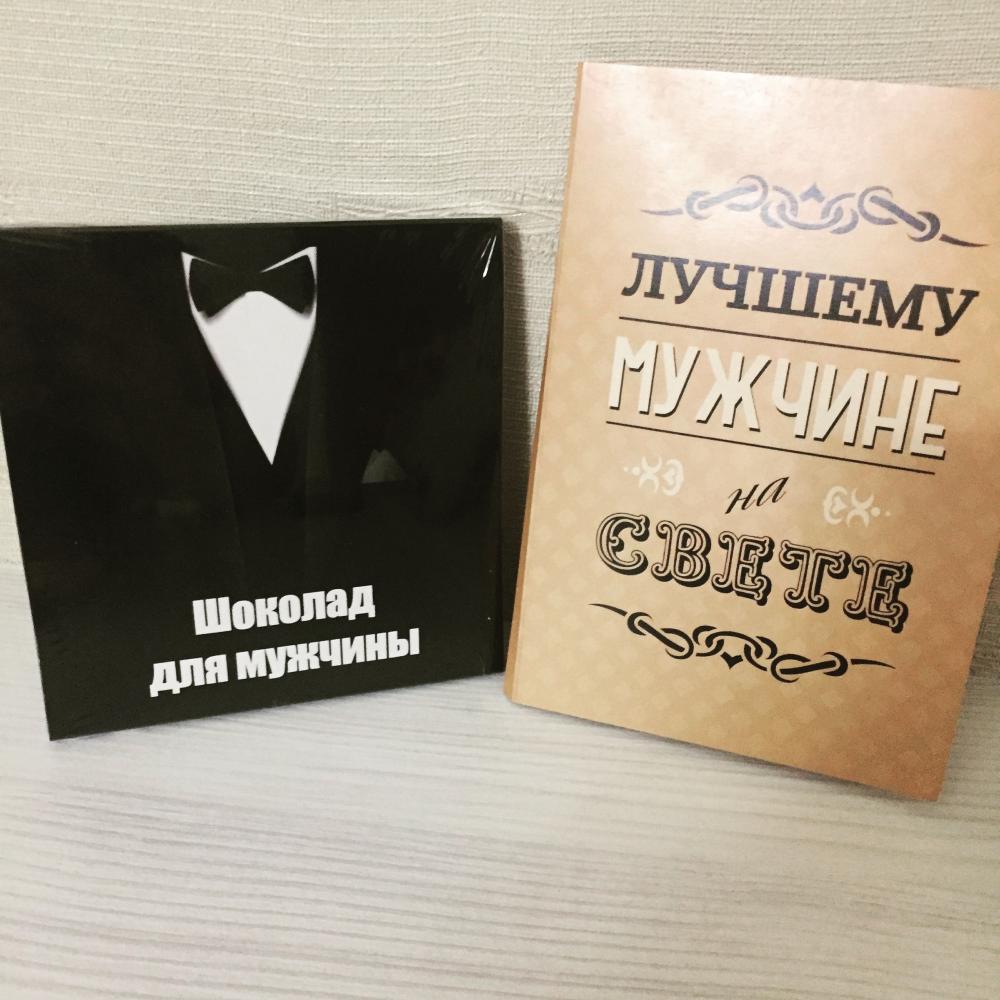 Шоколад
для мужчины
ЛУЧШЕМУ
МУЖЧИНЕ
на
СВЕТЕ